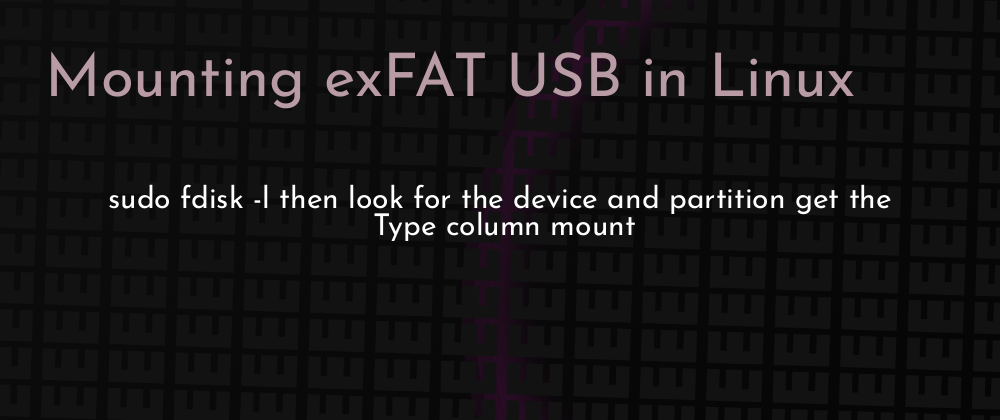 Mounting exFAT USB in Linux
sudo fdisk -l then look for the device and partition get the
Type column mount